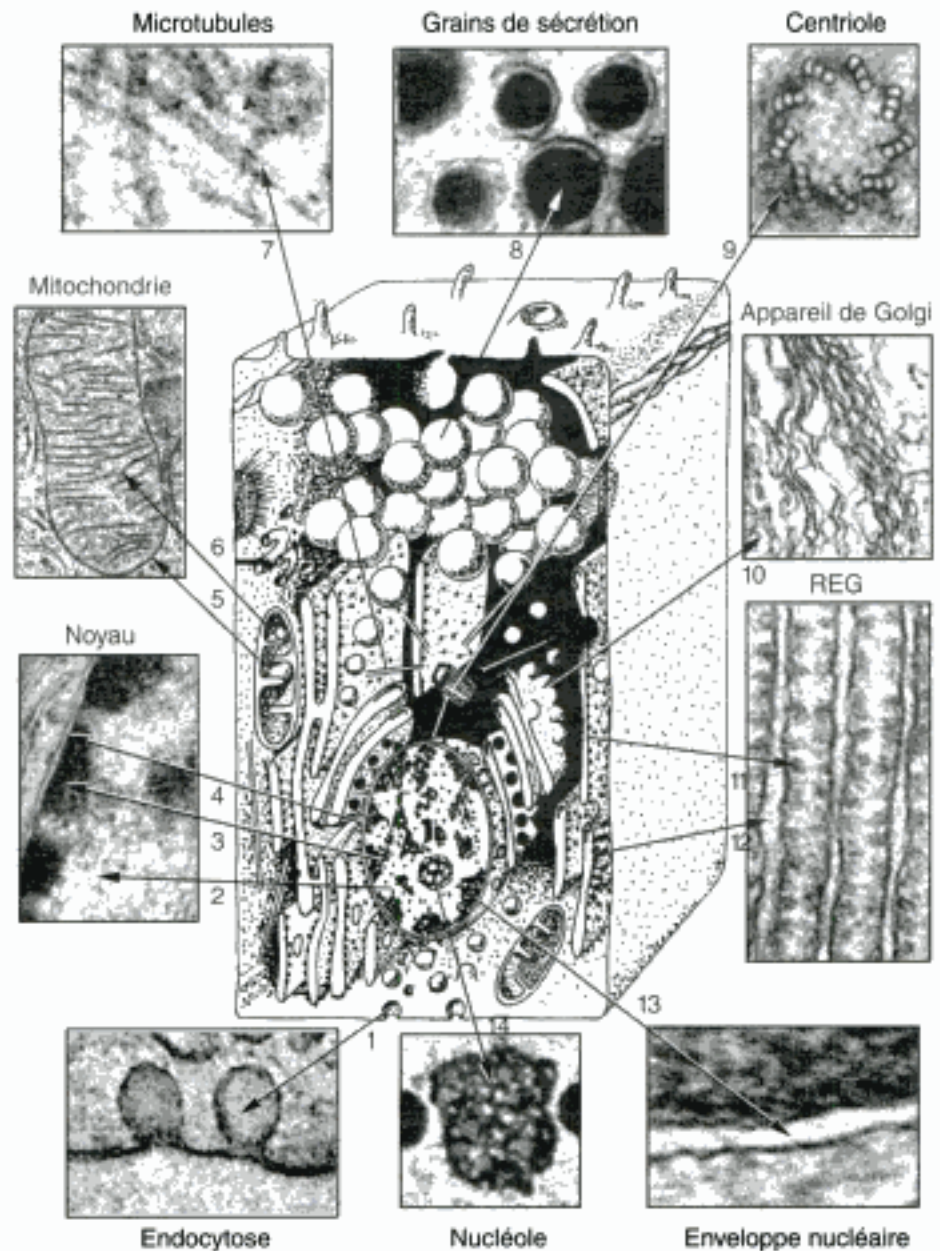 Microtubules
Grains de sécrétion
Centriole
7
8
9
Mitochondrie
Appareil de Golgi
6
10
5
REG
Noyau
4
11
3
12
2
13
1
14
Endocytose
Nucléole
Enveloppe nucléaire